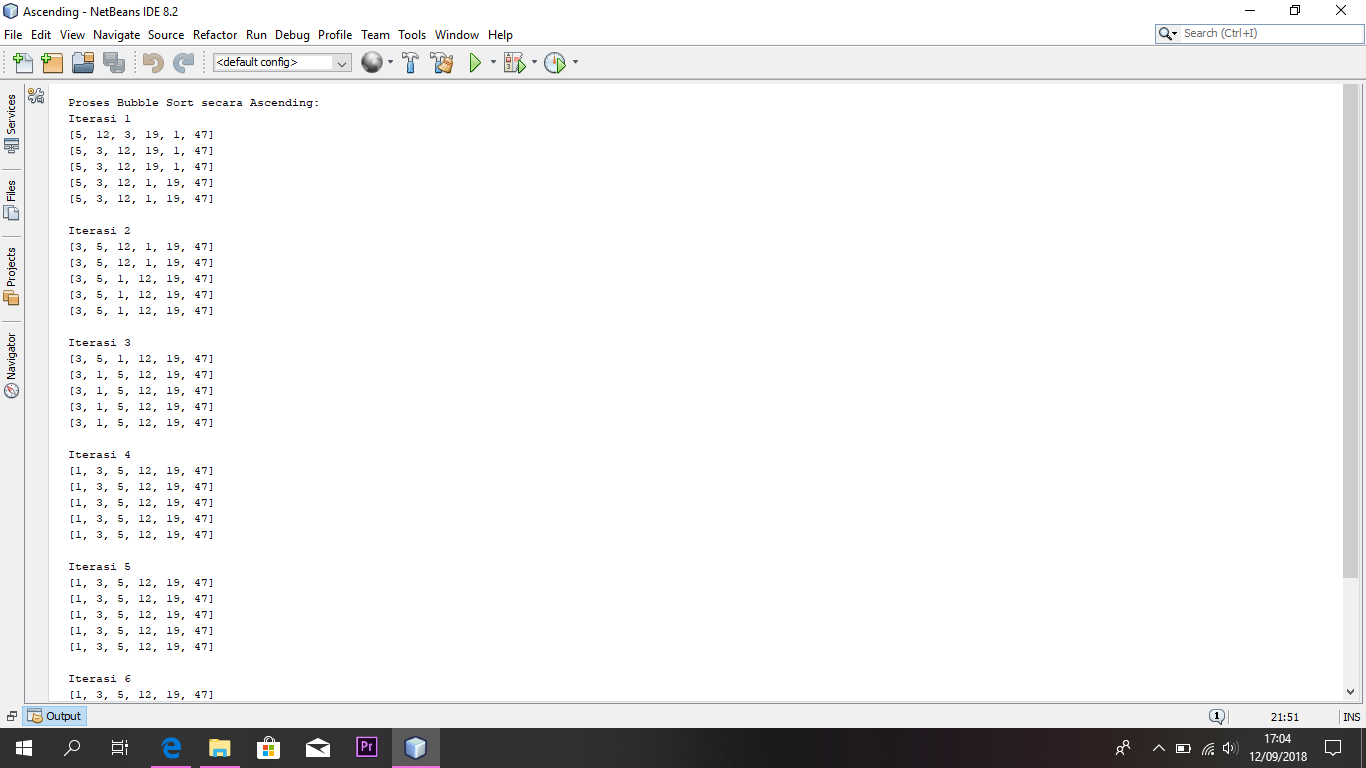 Ascending - NetBeans IDE 8.2
File Edit View Navigate Source Refactor Run Debug Profile Team Tools Window Help
Search (Ctrl+I)
<default config>
Services
Files
Projects
Navigator
Proses Bubble Sort secara Ascending:
Iterasi 1
[5, 12, 3, 19, 1, 47]
[5, 3, 12, 19, 1, 47]
[5, 3, 12, 19, 1, 47]
[5, 3, 12, 1, 19, 47]
[5, 3, 12, 1, 19, 47]
Iterasi 2
[3, 5, 12, 1, 19, 47]
[3, 5, 12, 1, 19, 47]
[3, 5, 1, 12, 19, 47]
[3, 5, 1, 12, 19, 47]
[3, 5, 1, 12, 19, 47]
Iterasi 3
[3, 5, 1, 12, 19, 47]
[3, 1, 5, 12, 19, 47]
[3, 1, 5, 12, 19, 47]
[3, 1, 5, 12, 19, 47]
[3, 1, 5, 12, 19, 47]
Iterasi 4
[1, 3, 5, 12, 19, 47]
[1, 3, 5, 12, 19, 47]
[1, 3, 5, 12, 19, 47]
[1, 3, 5, 12, 19, 47]
[1, 3, 5, 12, 19, 47]
Iterasi 5
[1, 3, 5, 12, 19, 47]
[1, 3, 5, 12, 19, 47]
[1, 3, 5, 12, 19, 47]
[1, 3, 5, 12, 19, 47]
[1, 3, 5, 12, 19, 47]
Iterasi 6
[1, 3, 5, 12, 19, 47]
Output
1
21:51
INS
Pr
17:04
12/09/2018